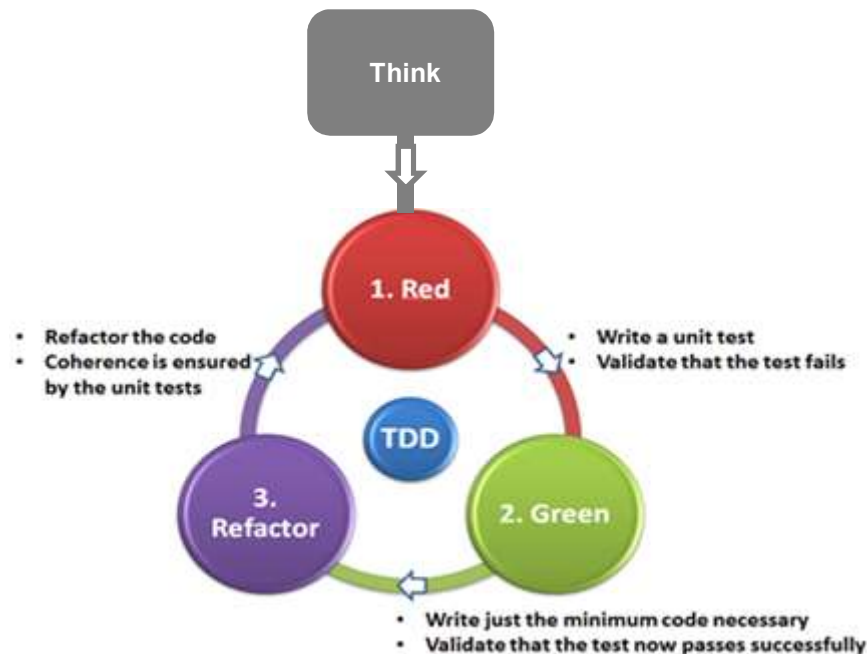 Think
1. Red
• Refactor the code
• Coherence is ensured
by the unit tests
• Write a unit test
• Validate that the test fails
TDD
3.
Refactor
2. Green
• Write just the minimum code necessary
• Validate that the test now passes successfully